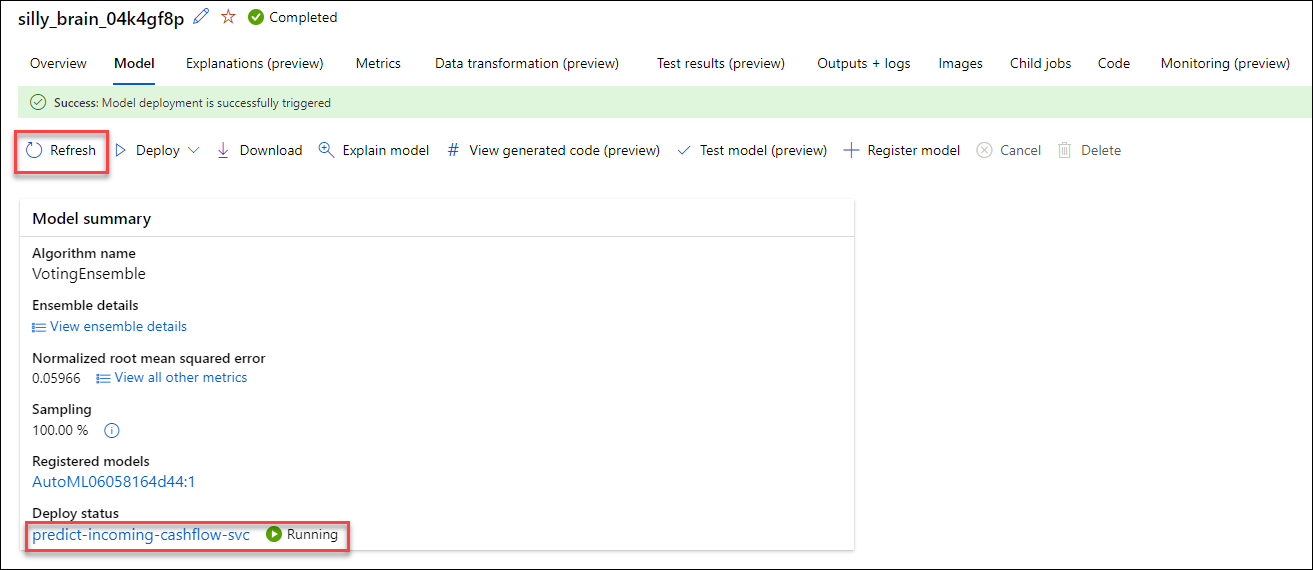 silly_brain_04k4gf8p Completed
Overview Model Explanations (preview) Metrics Data transformation (preview) Test results (preview) Outputs + logs Images Child jobs Code Monitoring (preview)
Success: Model deployment is successfully triggered
Refresh Deploy Download Explain model # View generated code (preview) Test model (preview) Register model Cancel Delete
Model summary
Algorithm name
VotingEnsemble
Ensemble details
View ensemble details
Normalized root mean squared error
0.05966 View all other metrics
Sampling
100.00 %
Registered models
AutoML06058164d44:1
Deploy status
predict-incoming-cashflow-svc Running